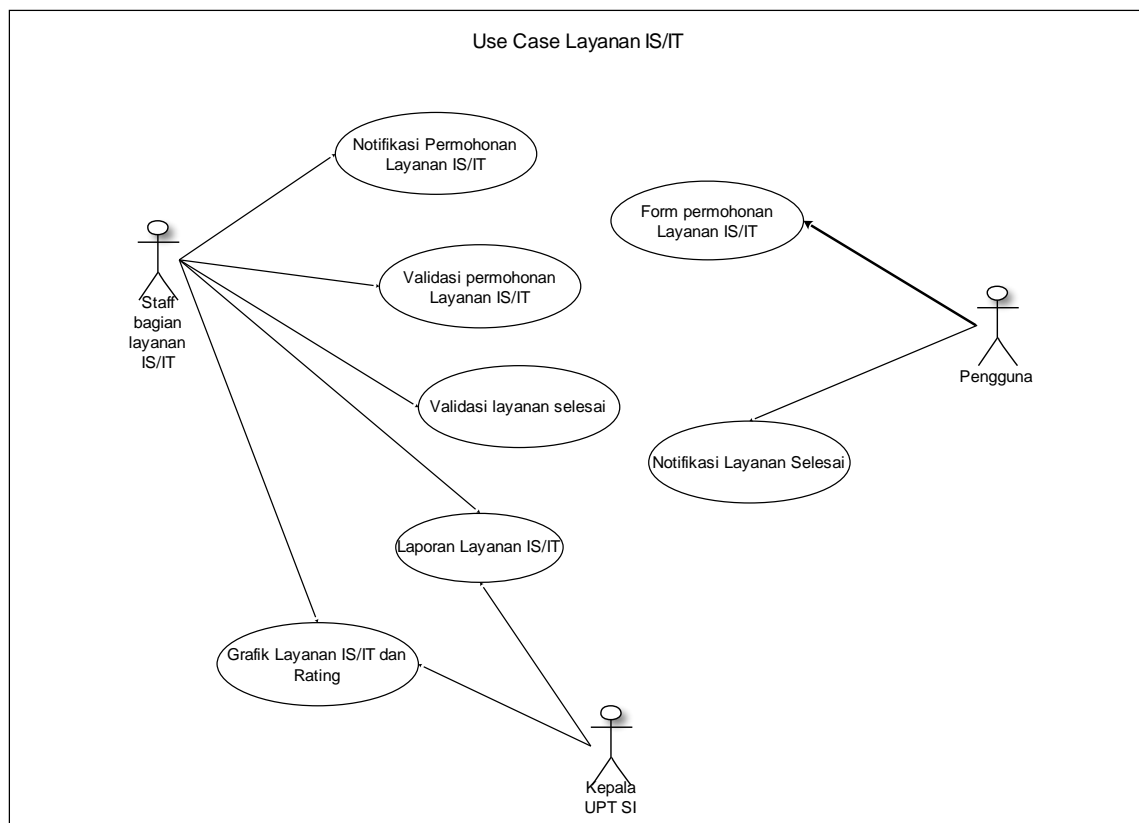 Use Case Layanan IS/IT
Notifikasi Permohonan
Layanan IS/IT
Form permohonan
Layanan IS/IT
Validasi permohonan
Layanan IS/IT
Staff
bagian
layanan
IS/IT
Pengguna
Validasi layanan selesai
Notifikasi Layanan Selesai
Laporan Layanan IS/IT
Grafik Layanan IS/IT dan
Rating
Kepala
UPT SI